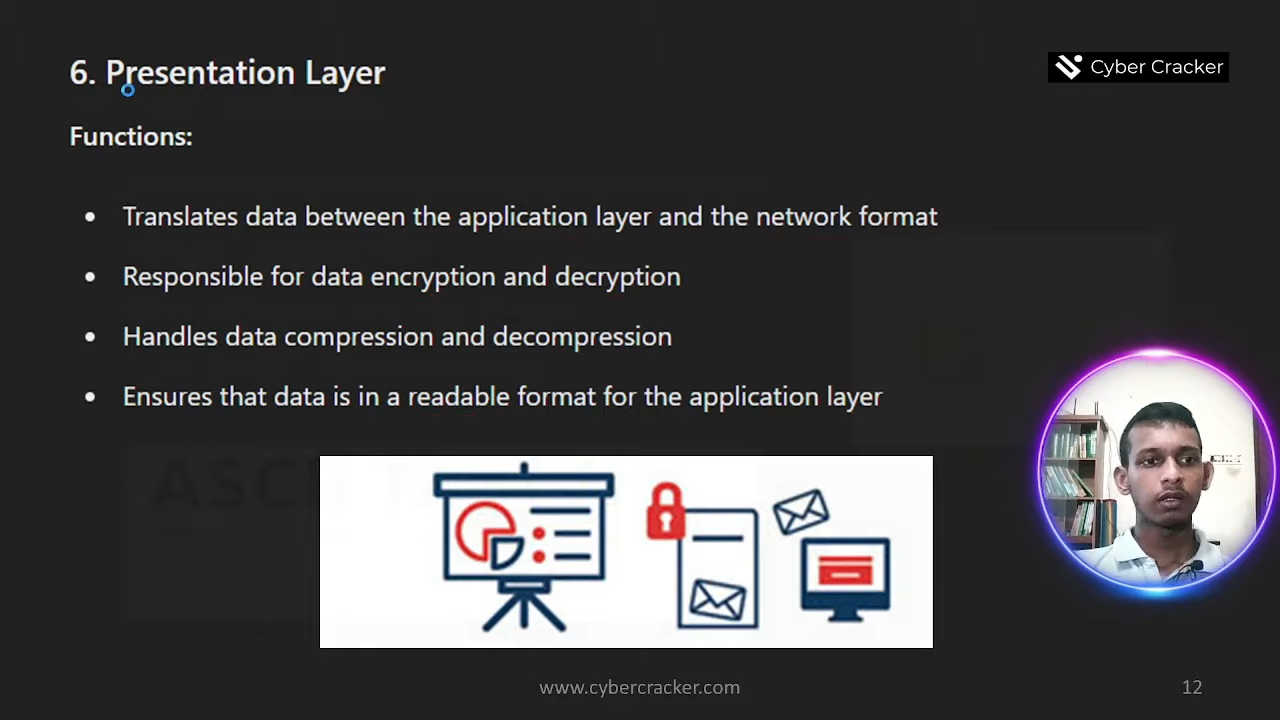 6. Presentation Layer
Cyber Cracker
Functions:
• Translates data between the application layer and the network format
• Responsible for data encryption and decryption
• Handles data compression and decompression
• Ensures that data is in a readable format for the application layer
ASCII
www.cybercracker.com
12